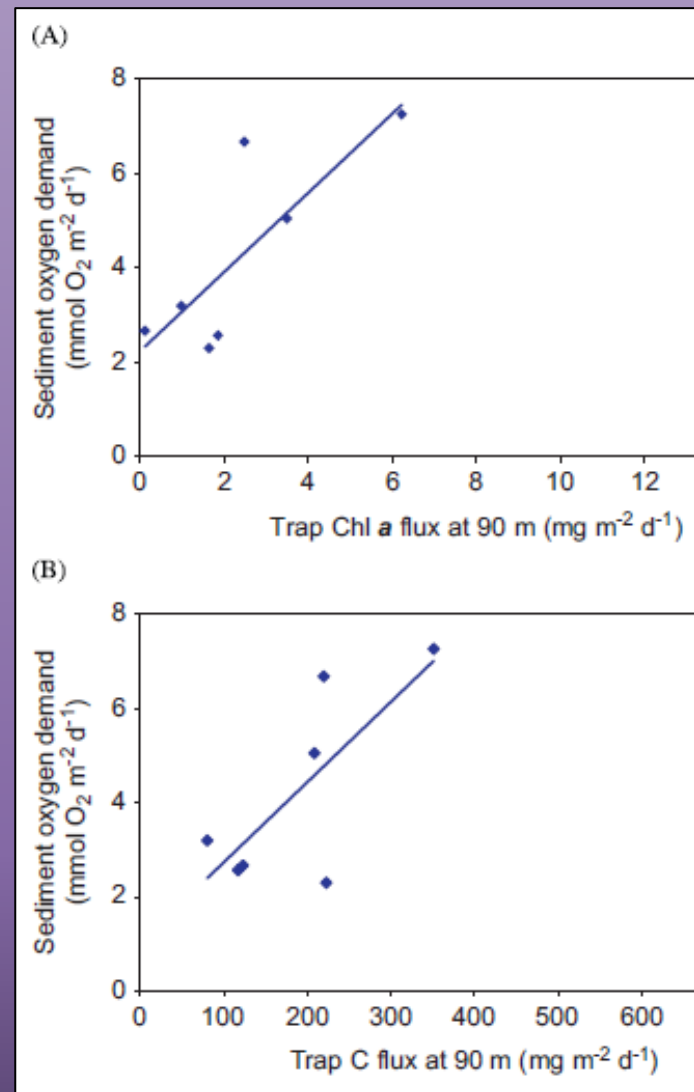 (A)
8
6
4
2
0
Sediment oxygen demand
(mmol O₂ m⁻² d⁻¹)
0 2 4 6 8 10 12
Trap Chl a flux at 90 m (mg m⁻² d⁻¹)
(B)
8
6
4
2
0
Sediment oxygen demand
(mmol O₂ m⁻² d⁻¹)
0 100 200 300 400 500 600
Trap C flux at 90 m (mg m⁻² d⁻¹)